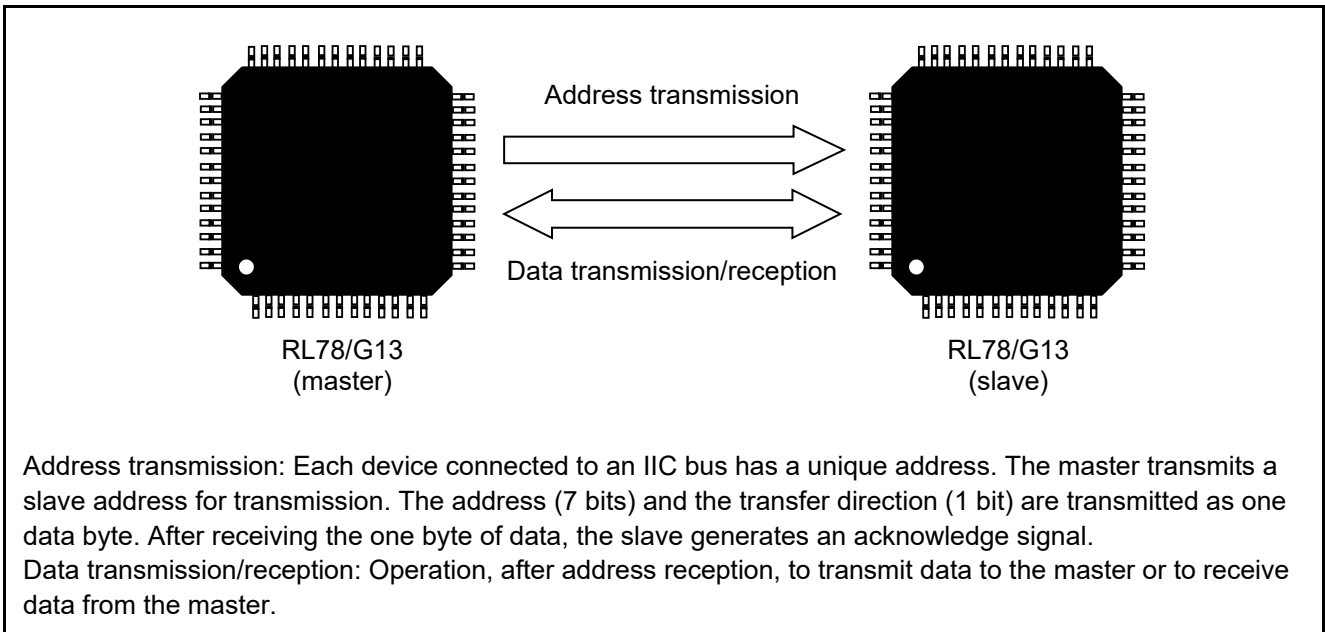 Address transmission
Data transmission/reception
RL78/G13
(master)
RL78/G13
(slave)
Address transmission: Each device connected to an IIC bus has a unique address. The master transmits a
slave address for transmission. The address (7 bits) and the transfer direction (1 bit) are transmitted as one
data byte. After receiving the one byte of data, the slave generates an acknowledge signal.
Data transmission/reception: Operation, after address reception, to transmit data to the master or to receive
data from the master.